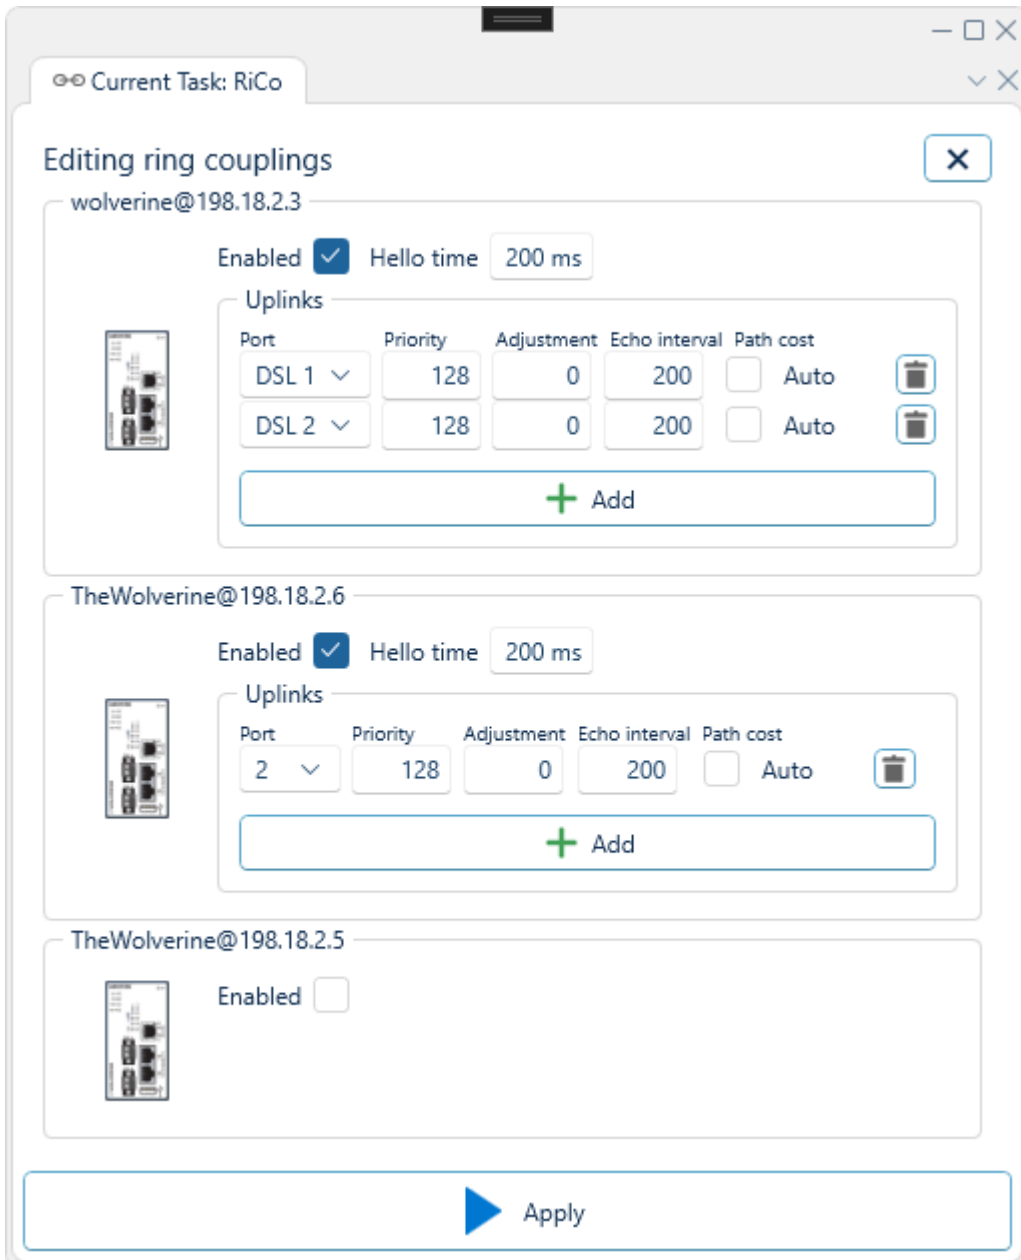 Current Task: RiCo
Editing ring couplings
wolverine@198.18.2.3
Enabled Hello time 200 ms
Uplinks
Port Priority Adjustment Echo interval Path cost
DSL 1 128 0 200 Auto
DSL 2 128 0 200 Auto
Add
TheWolverine@198.18.2.6
Enabled Hello time 200 ms
Uplinks
Port Priority Adjustment Echo interval Path cost
2 128 0 200 Auto
Add
TheWolverine@198.18.2.5
Enabled
Apply